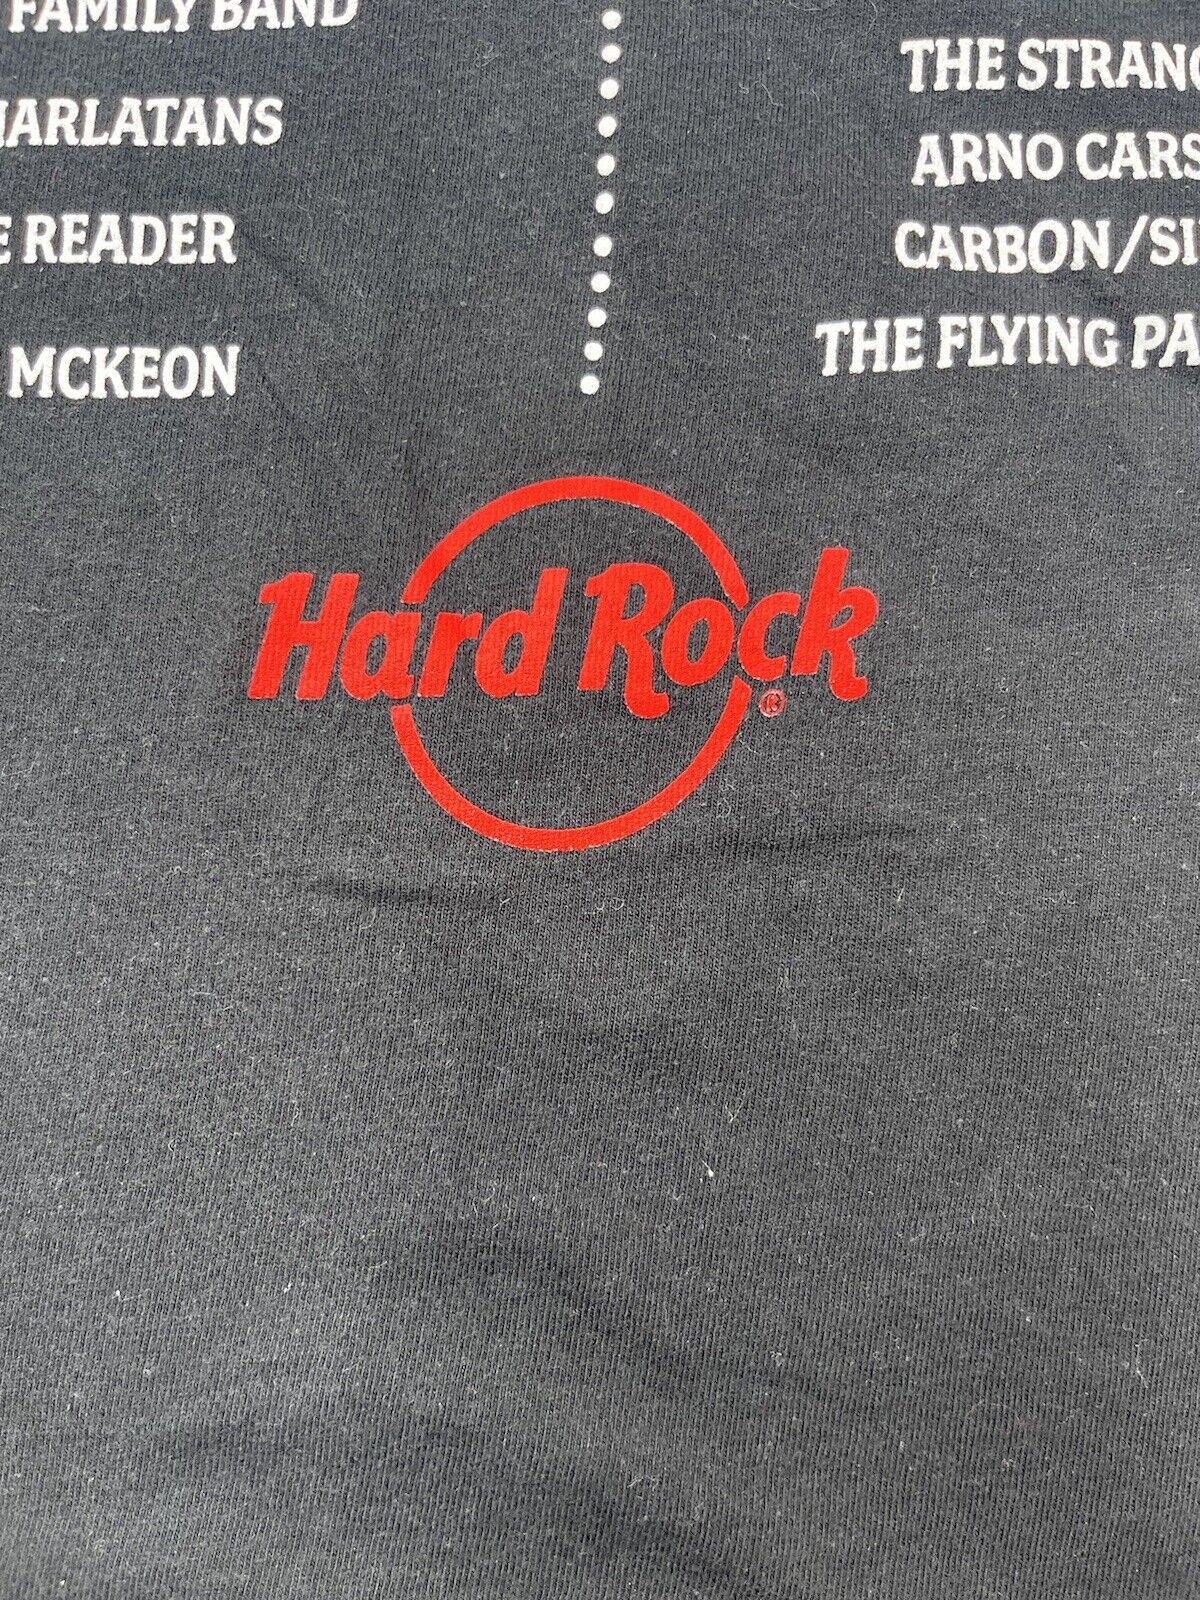 FAMILY BAND
HARLATANS
E READER
MCKEON
THE STRANG
ARNO CARS
CARBON/SI
THE FLYING PA
Hard Rock
®